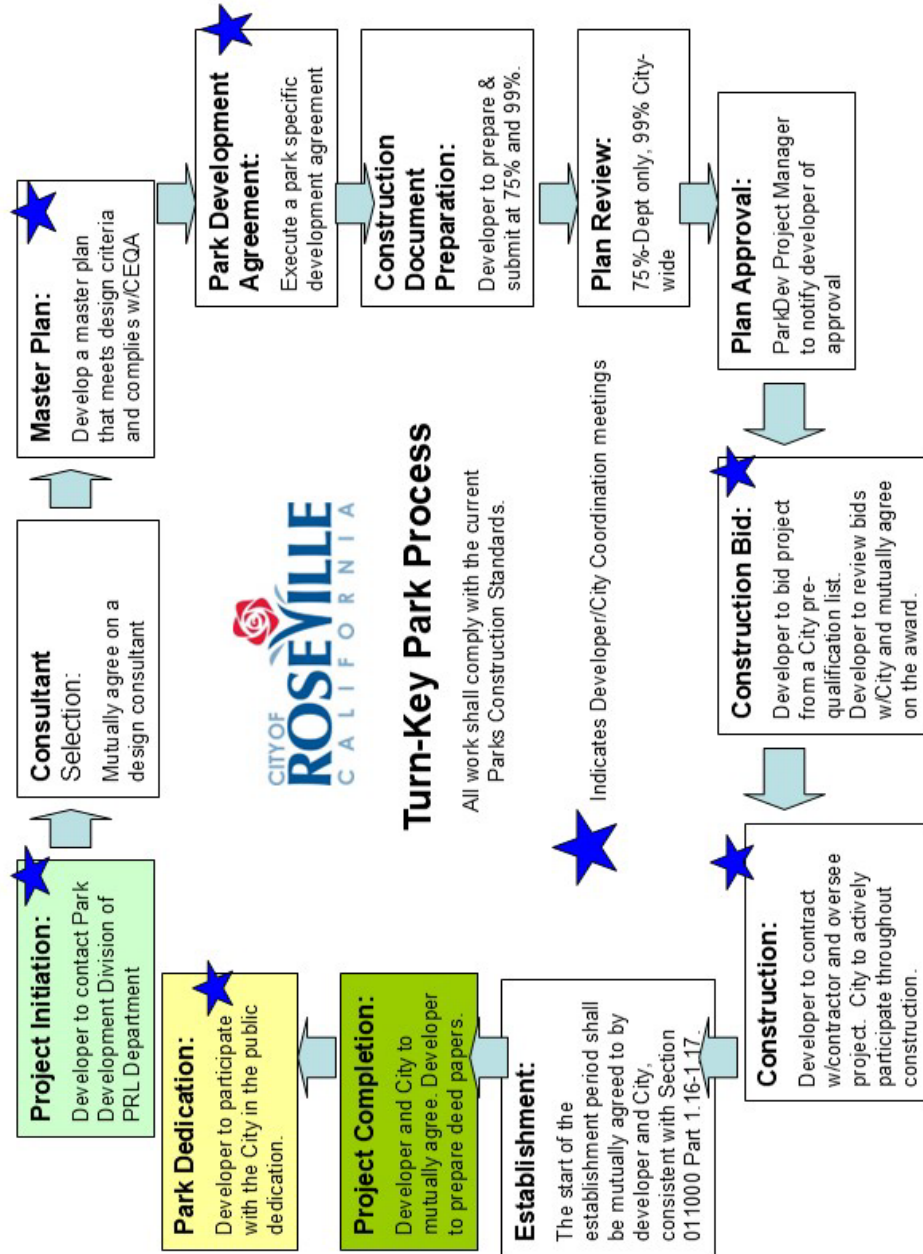 Project Initiation:
Developer to contact Park
Development Division of
PRL Department
Consultant
Selection:
Mutually agree on a
design consultant
Master Plan:
Develop a master plan
that meets design criteria
and complies w/CEQA
Park Development
Agreement:
Execute a park specific
development agreement
Construction
Document
Preparation:
Developer to prepare &
submit at 75% and 99%.
Plan Review:
75%-Dept only, 99% City-
wide
Plan Approval:
ParkDev Project Manager
to notify developer of
approval
Construction Bid:
Developer to bid project
from a City pre-
qualification list.
Developer to review bids
w/City and mutually agree
on the award.
Construction:
Developer to contract
w/contractor and oversee
project. City to actively
participate throughout
construction.
Establishment:
The start of the
establishment period shall
be mutually agreed to by
developer and City,
consistent with Section
011000 Part 1.16-1.17.
Project Completion:
Developer and City to
mutually agree. Developer
to prepare deed papers.
Park Dedication:
Developer to participate
with the City in the public
dedication.
CITY OF
ROSEVILLE
CALIFORNIA
Turn-Key Park Process
All work shall comply with the current
Parks Construction Standards.
Indicates Developer/City Coordination meetings